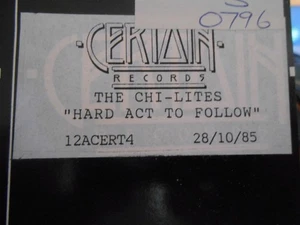 0796
CERTAIN
RECORDS
THE CHI-LITES
"HARD ACT TO FOLLOW"
12ACERT4 28/10/85